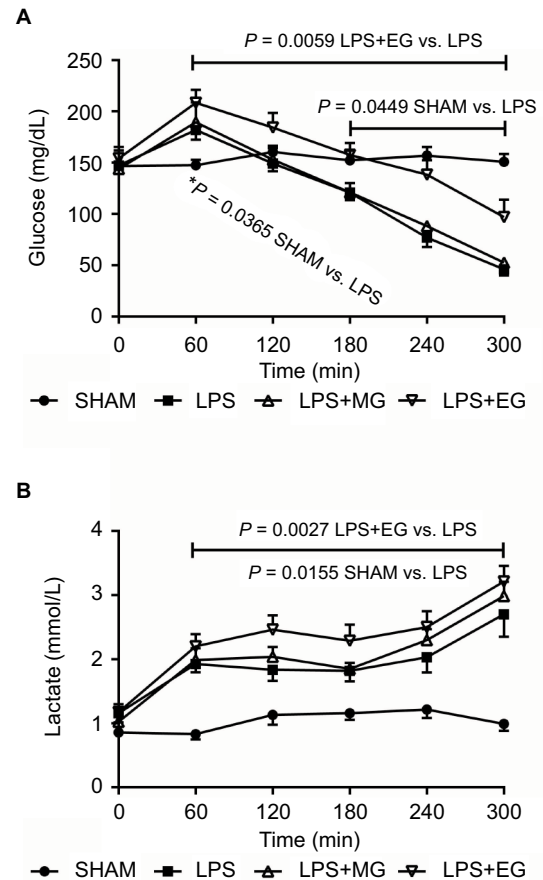 A
P = 0.0059 LPS+EG vs. LPS
250
P = 0.0449 SHAM vs. LPS
200
150
100
50
0
Glucose (mg/dL)
*P = 0.0365 SHAM vs. LPS
0 60 120 180 240 300
Time (min)
SHAM LPS LPS+MG LPS+EG
B
P = 0.0027 LPS+EG vs. LPS
4
P = 0.0155 SHAM vs. LPS
3
2
1
0
Lactate (mmol/L)
0 60 120 180 240 300
Time (min)
SHAM LPS LPS+MG LPS+EG